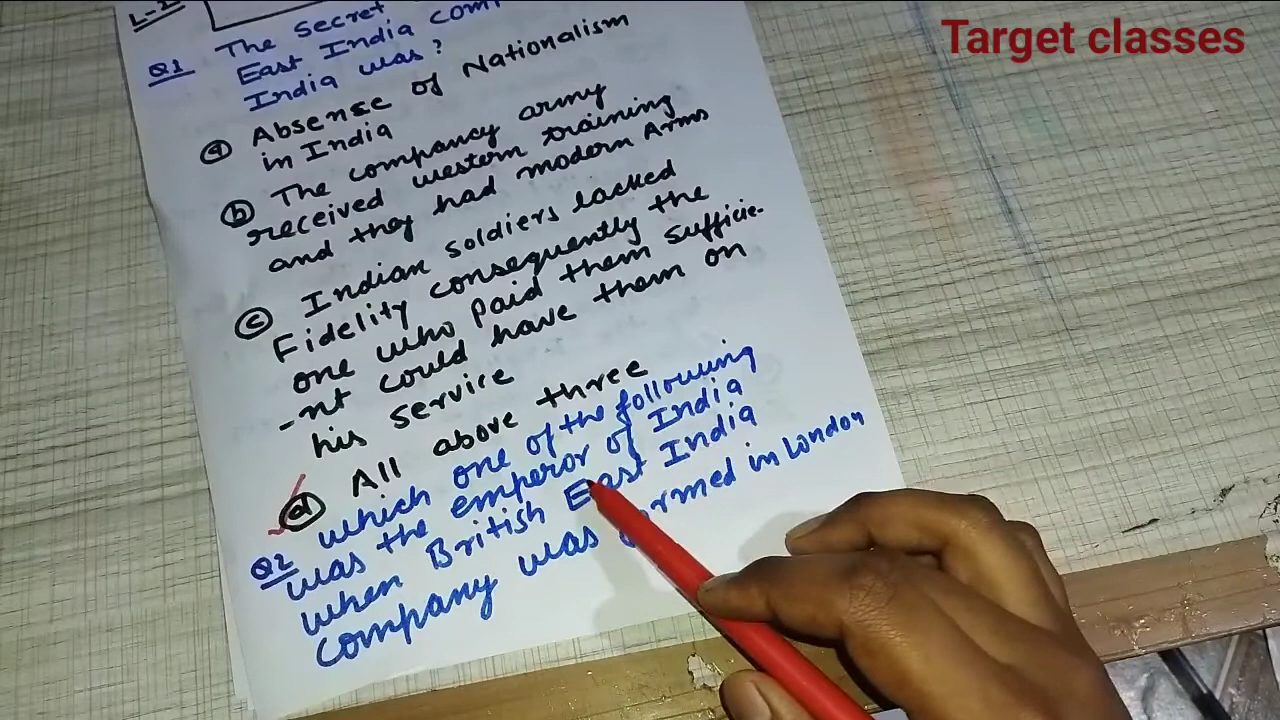 Target classes
L-2
Q1 The secret
East India com
India was?
a Absense of Nationalism
in India
b The compancy army
received western training
and they had modern Arms
c Indian soldiers lacked
Fidelity consequently the
one who paid them sufficie-
-nt could have them on
his service
d All above three
Q2 which one of the following
was the emperor of India
when British East India
company was formed in London